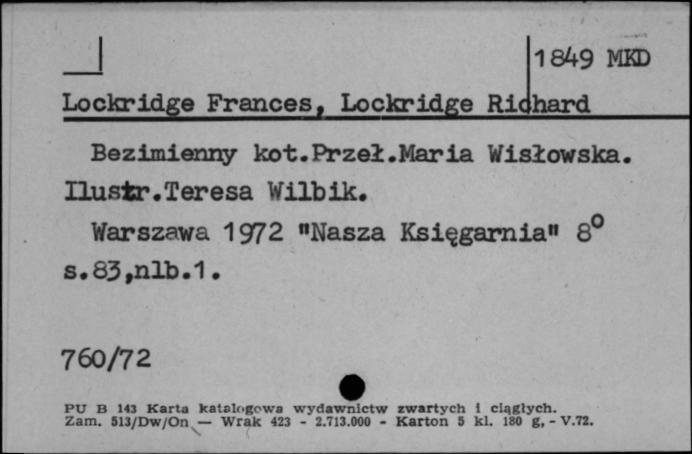 1849 MKD
Lockridge Frances, Lockridge Richard
Bezimienny kot.Przeł.Maria Wisłowska.
Ilustr.Teresa Wilbik.
Warszawa 1972 "Nasza Księgarnia" 8°
s.83,nlb.1.
760/72
PU B 143 Karta katalogowa wydawnictw zwartych i ciągłych.
Zam. 513/Dw/On — Wrak 423 - 2.713.000 - Karton 5 kl. 180 g, - V.72.